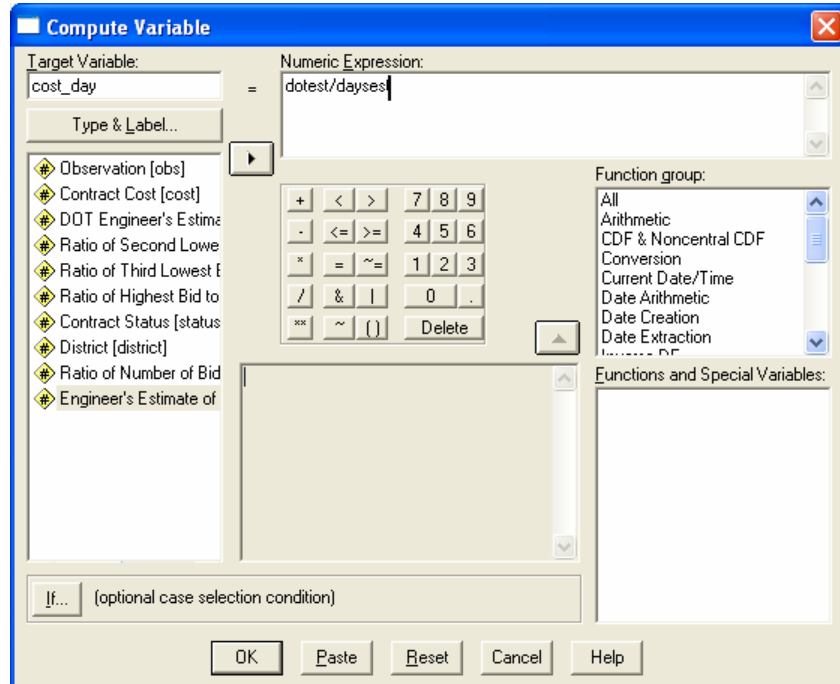 Compute Variable
Target Variable:
cost_day
=
Numeric Expression:
dotest/daysest
Type & Label...
Observation [obs]
Contract Cost [cost]
DOT Engineer's Estima
Ratio of Second Lowe
Ratio of Third Lowest
Ratio of Highest Bid to
Contract Status [status
District [district]
Ratio of Number of Bid
Engineer's Estimate of
+ < > 7 8 9
- <= >= 4 5 6
* = ~= 1 2 3
/ & | 0 .
** ~ () Delete
Function group:
All
Arithmetic
CDF & Noncentral CDF
Conversion
Current Date/Time
Date Arithmetic
Date Creation
Date Extraction
Inverse DF
Functions and Special Variables:
If... (optional case selection condition)
OK Paste Reset Cancel Help